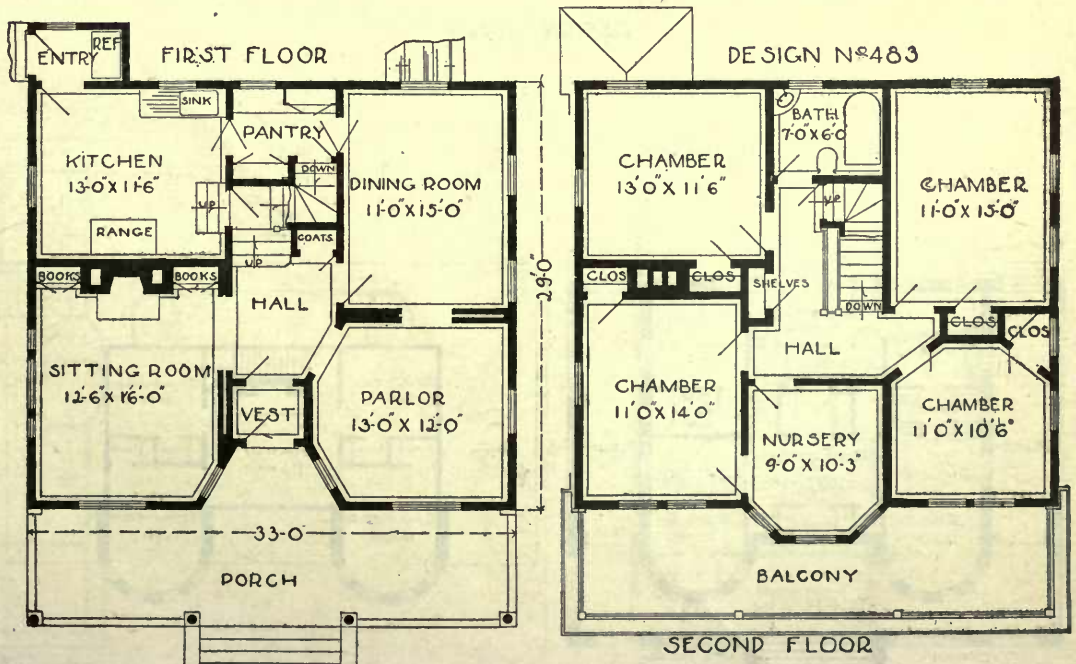 FIRST FLOOR
ENTRY
REF
SINK
PANTRY
KITCHEN
13'-0" X 11'-6"
DOWN
DINING ROOM
11'-0" X 15'-0"
UP
RANGE
COATS
UP
BOOKS
BOOKS
HALL
29'-0"
SITTING ROOM
12'-6" X 16'-0"
VEST
PARLOR
13'-0" X 12'-0"
33-0
PORCH
DESIGN Nº 483
BATH
7'-0" X 6'-0
CHAMBER
13'0" X 11'6"
CHAMBER
11'-0" X 15'-0"
UP
CLOS
CLOS
SHELVES
DOWN
CLOS
CLOS
HALL
CHAMBER
11'0" X 14'0"
NURSERY
9'-0" X 10'-3"
CHAMBER
11'0" X 10'6"
BALCONY
SECOND FLOOR